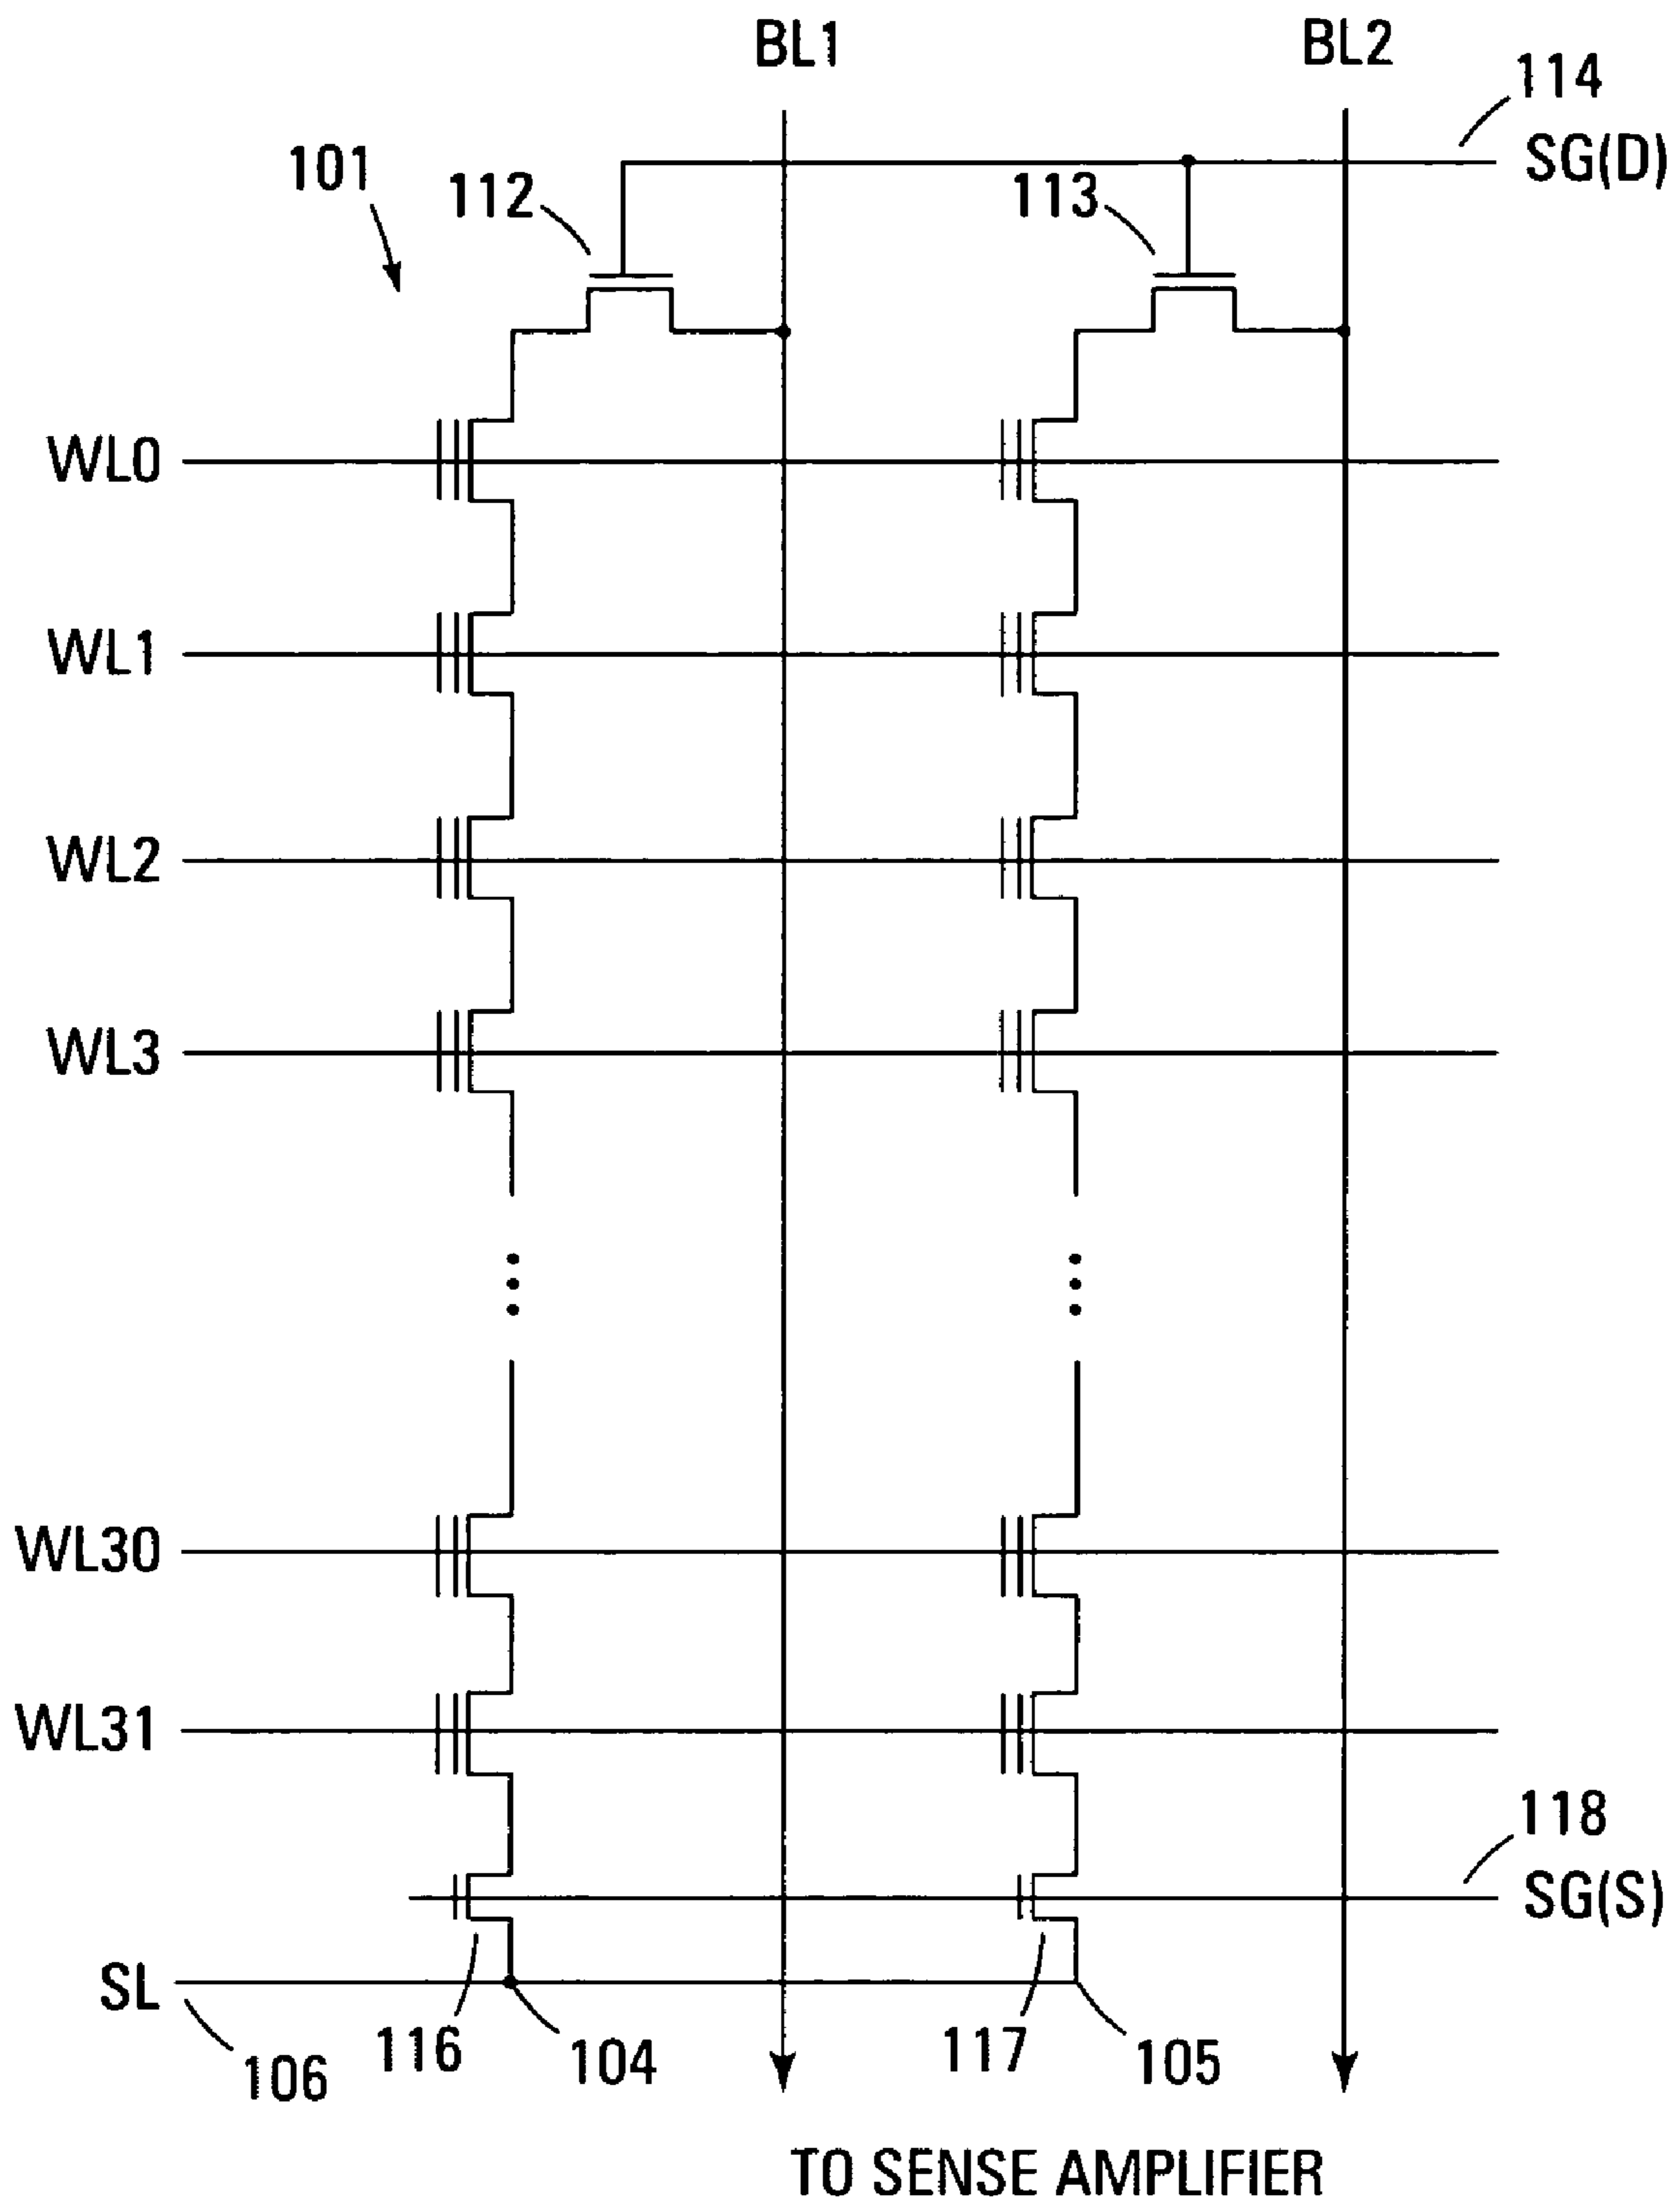 BL1
BL2
114
SG(D)
101
112
113
WL0
WL1
WL2
WL3
WL30
WL31
118
SG(S)
SL
106
116
104
117
105
TO SENSE AMPLIFIER